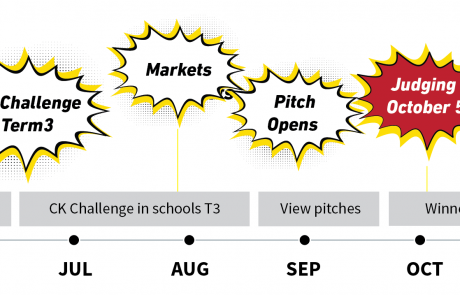 Challenge
Term3
Markets
Pitch
Opens
Judging
October 5
CK Challenge in schools T3
View pitches
JUL
AUG
SEP
OCT